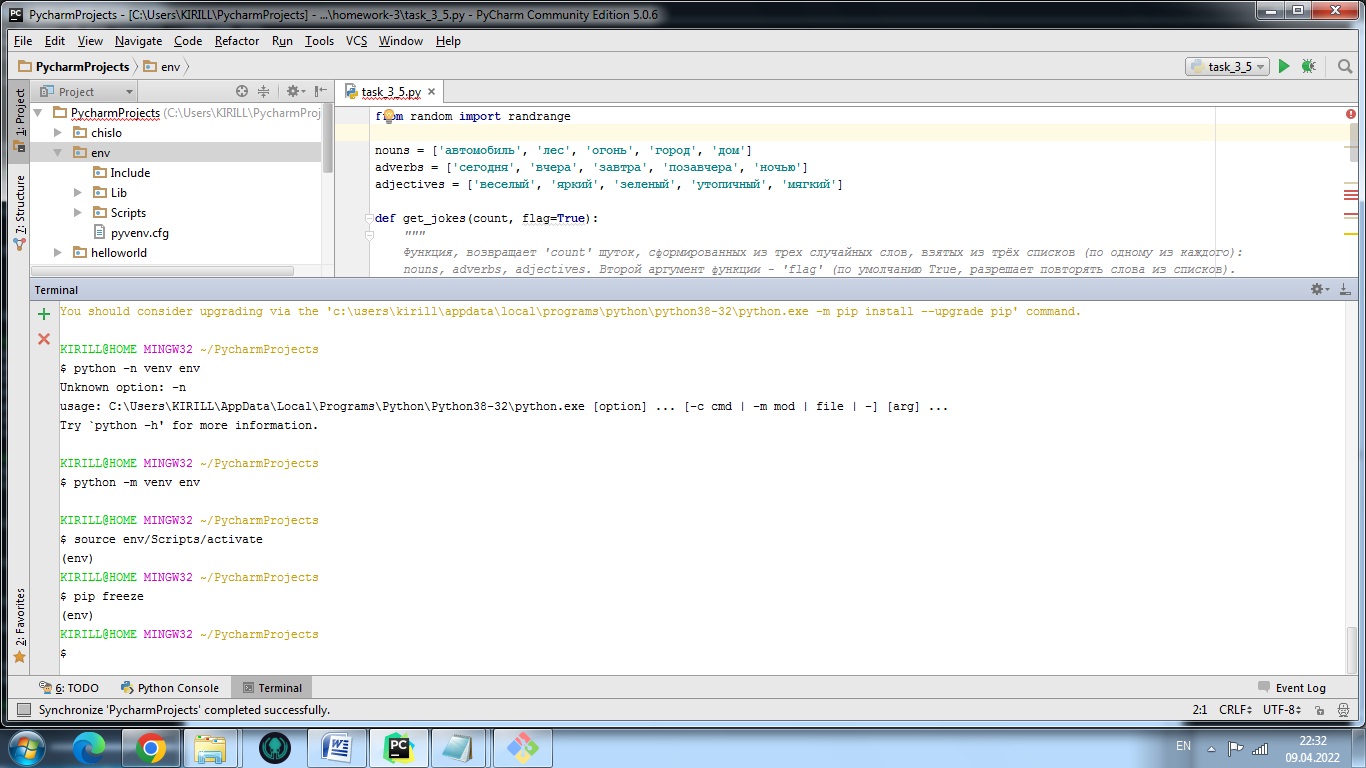 PycharmProjects - [C:\Users\KIRILL\PycharmProjects] - ...\homework-3\task_3_5.py - PyCharm Community Edition 5.0.6
File Edit View Navigate Code Refactor Run Tools VCS Window Help
PycharmProjects env task_3_5
1: Project
7: Structure
2: Favorites
Project
PycharmProjects (C:\Users\KIRILL\PycharmProj
chislo
env
Include
Lib
Scripts
pyvenv.cfg
helloworld
task_3_5.py
from random import randrange
nouns = ['автомобиль', 'лес', 'огонь', 'город', 'дом']
adverbs = ['сегодня', 'вчера', 'завтра', 'позавчера', 'ночью']
adjectives = ['веселый', 'яркий', 'зеленый', 'утопичный', 'мягкий']
def get_jokes(count, flag=True):
"""
Функция, возвращает 'count' шуток, сформированных из трех случайных слов, взятых из трёх списков (по одному из каждого):
nouns, adverbs, adjectives. Второй аргумент функции - 'flag' (по умолчанию True, разрешает повторять слова из списков).
Terminal
You should consider upgrading via the 'c:\users\kirill\appdata\local\programs\python\python38-32\python.exe -m pip install --upgrade pip' command.
KIRILL@HOME MINGW32 ~/PycharmProjects
$ python -n venv env
Unknown option: -n
usage: C:\Users\KIRILL\AppData\Local\Programs\Python\Python38-32\python.exe [option] ... [-c cmd | -m mod | file | -] [arg] ...
Try `python -h' for more information.
KIRILL@HOME MINGW32 ~/PycharmProjects
$ python -m venv env
KIRILL@HOME MINGW32 ~/PycharmProjects
$ source env/Scripts/activate
(env)
KIRILL@HOME MINGW32 ~/PycharmProjects
$ pip freeze
(env)
KIRILL@HOME MINGW32 ~/PycharmProjects
$
6: TODO Python Console Terminal Event Log
Synchronize 'PycharmProjects' completed successfully. 2:1 CRLF UTF-8
EN 22:32
09.04.2022